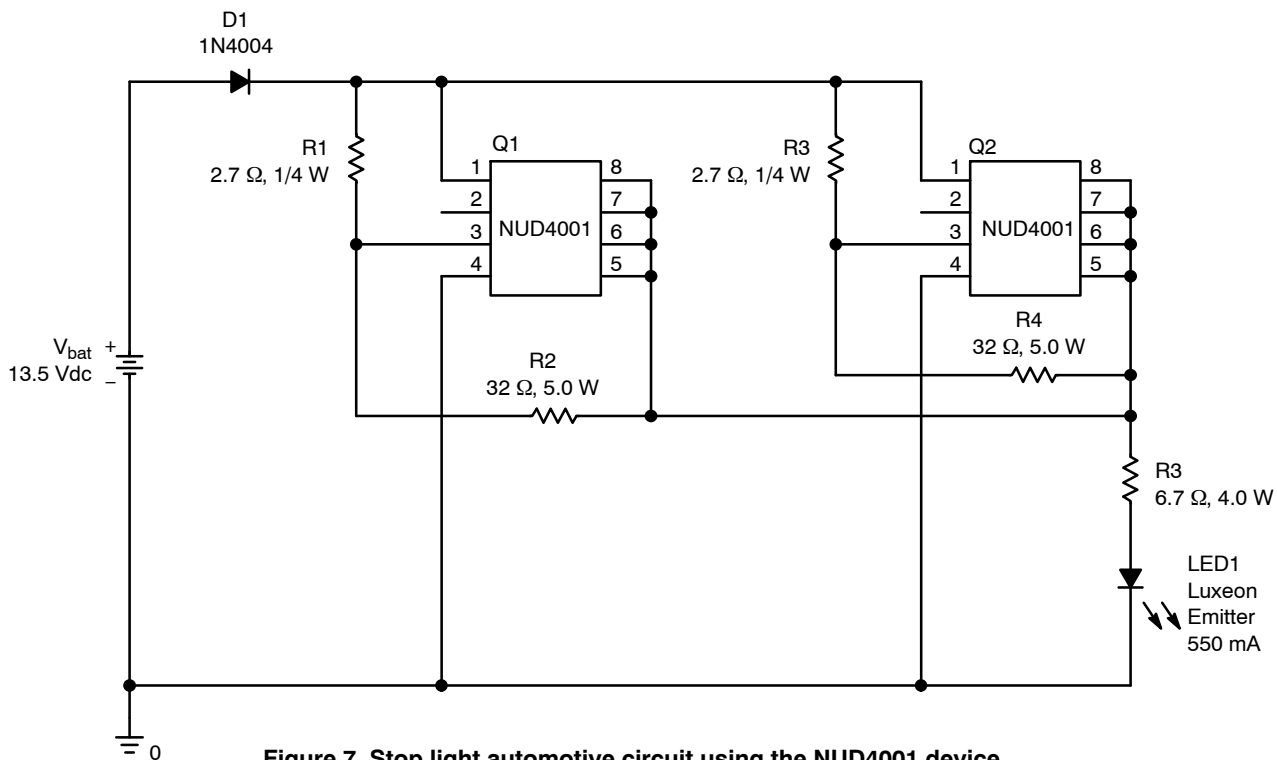 D1
1N4004
R1
2.7 Ω, 1/4 W
Q1
1
2
3
4
NUD4001
8
7
6
5
R3
2.7 Ω, 1/4 W
Q2
1
2
3
4
NUD4001
8
7
6
5
R4
32 Ω, 5.0 W
R2
32 Ω, 5.0 W
Vbat +
13.5 Vdc −
R3
6.7 Ω, 4.0 W
LED1
Luxeon
Emitter
550 mA
0
Figure 7. Stop light automotive circuit using the NUD4001 device